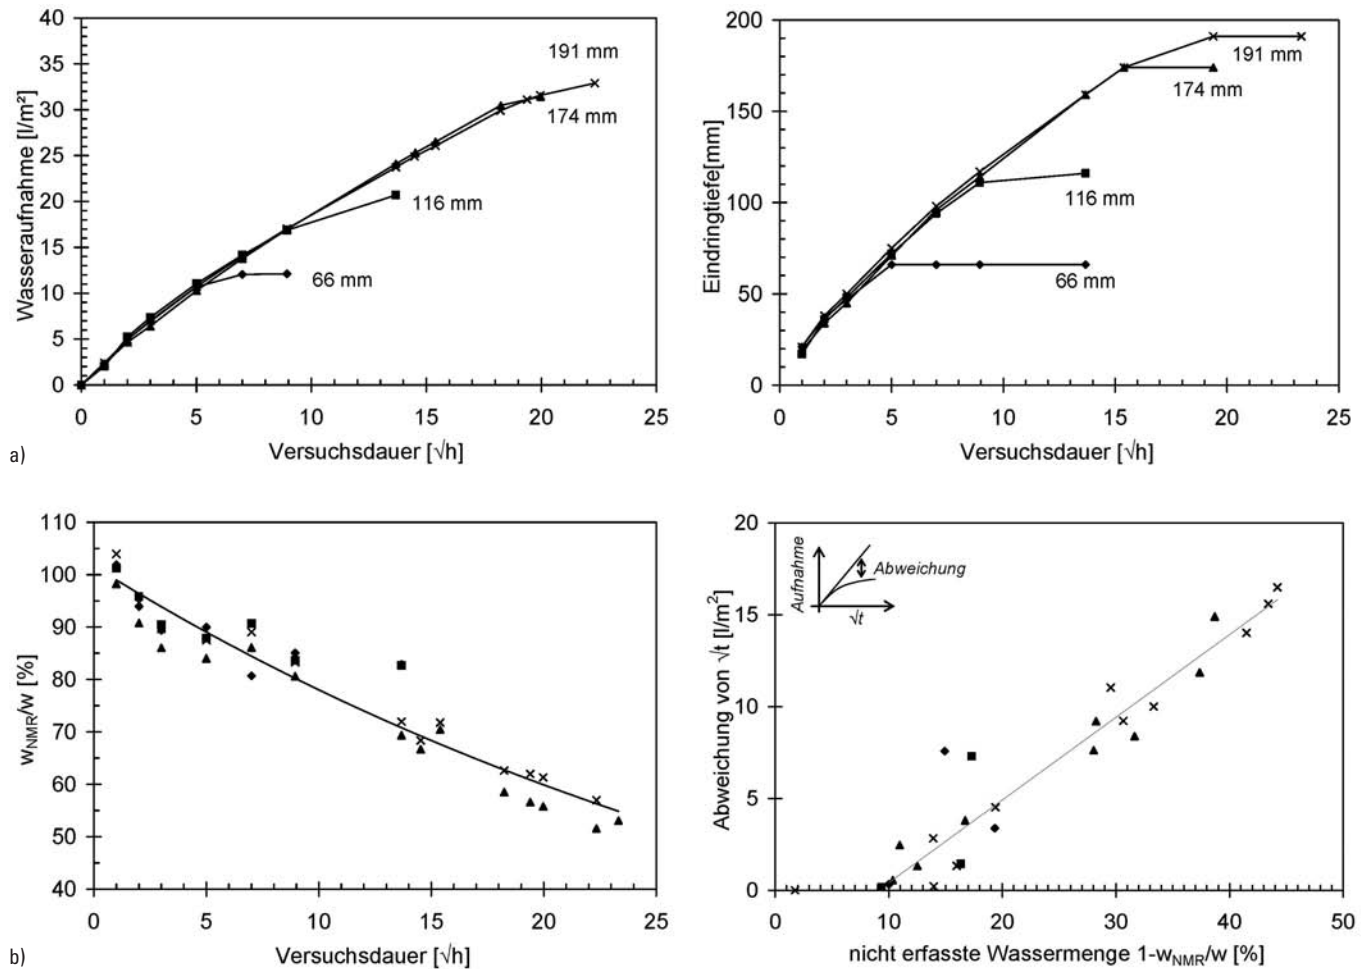 Wasseraufnahme [l/m²]
40
35
30
25
20
15
10
5
0
191 mm
174 mm
116 mm
66 mm
0 5 10 15 20 25
Versuchsdauer [√h]
Eindringtiefe[mm]
200
150
100
50
0
191 mm
174 mm
116 mm
66 mm
0 5 10 15 20 25
Versuchsdauer [√h]
a)
wNMR/w [%]
110
100
90
80
70
60
50
40
0 5 10 15 20 25
Versuchsdauer [√h]
Abweichung von √t [l/m²]
20
15
10
5
0
Aufnahme
Abweichung
√t
0 10 20 30 40 50
nicht erfasste Wassermenge 1-wNMR/w [%]
b)